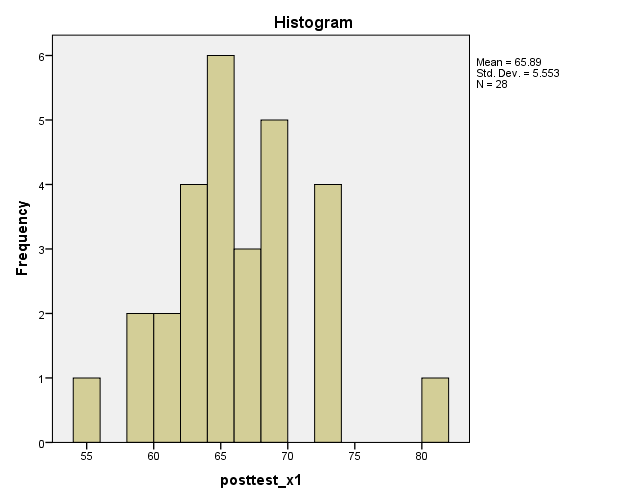 Histogram
Mean = 65.89
Std. Dev. = 5.553
N = 28
Frequency
6
5
4
3
2
1
0
55 60 65 70 75 80
posttest_x1